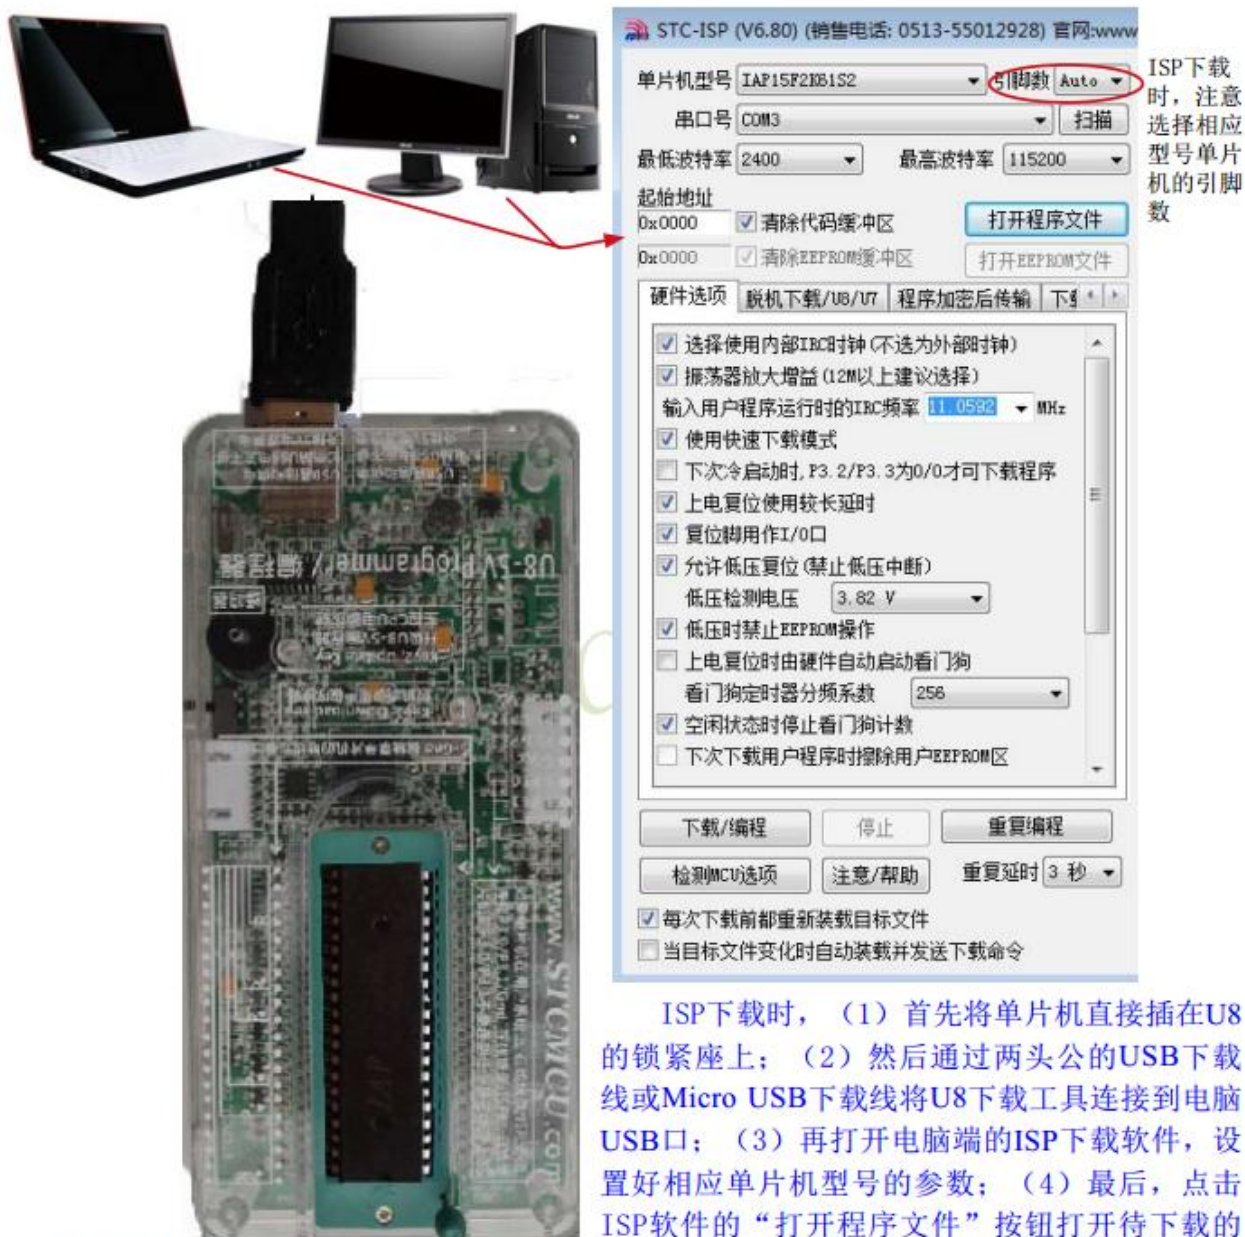 STC-ISP (V6.80) (销售电话: 0513-55012928) 官网:www
单片机型号 IAP15F2K61S2 引脚数 Auto
串口号 COM3 扫描
最低波特率 2400 最高波特率 115200
起始地址
0x0000 清除代码缓冲区 打开程序文件
0x0000 清除EEPROM缓冲区 打开EEPROM文件
硬件选项 脱机下载/U8/U7 程序加密后传输
选择使用内部IRC时钟(不选为外部时钟)
振荡器放大增益(12M以上建议选择)
输入用户程序运行时的IRC频率 11.0592 MHz
使用快速下载模式
下次冷启动时,P3.2/P3.3为0/0才可下载程序
上电复位使用较长延时
复位脚用作I/O口
允许低压复位(禁止低压中断)
低压检测电压 3.82 V
低压时禁止EEPROM操作
上电复位时由硬件自动启动看门狗
看门狗定时器分频系数 256
空闲状态时停止看门狗计数
下次下载用户程序时擦除用户EEPROM区
下载/编程 停止 重复编程
检测MCU选项 注意/帮助 重复延时 3 秒
每次下载前都重新装载目标文件
当目标文件变化时自动装载并发送下载命令
ISP下载
时，注意
选择相应
型号单片
机的引脚
数
U8-5V Programmer/编程器
www.STCMCU.com
ISP下载时，（1）首先将单片机直接插在U8
的锁紧座上；（2）然后通过两头公的USB下载
线或Micro USB下载线将U8下载工具连接到电脑
USB口；（3）再打开电脑端的ISP下载软件，设
置好相应单片机型号的参数；（4）最后，点击
ISP软件的“打开程序文件”按钮打开待下载的